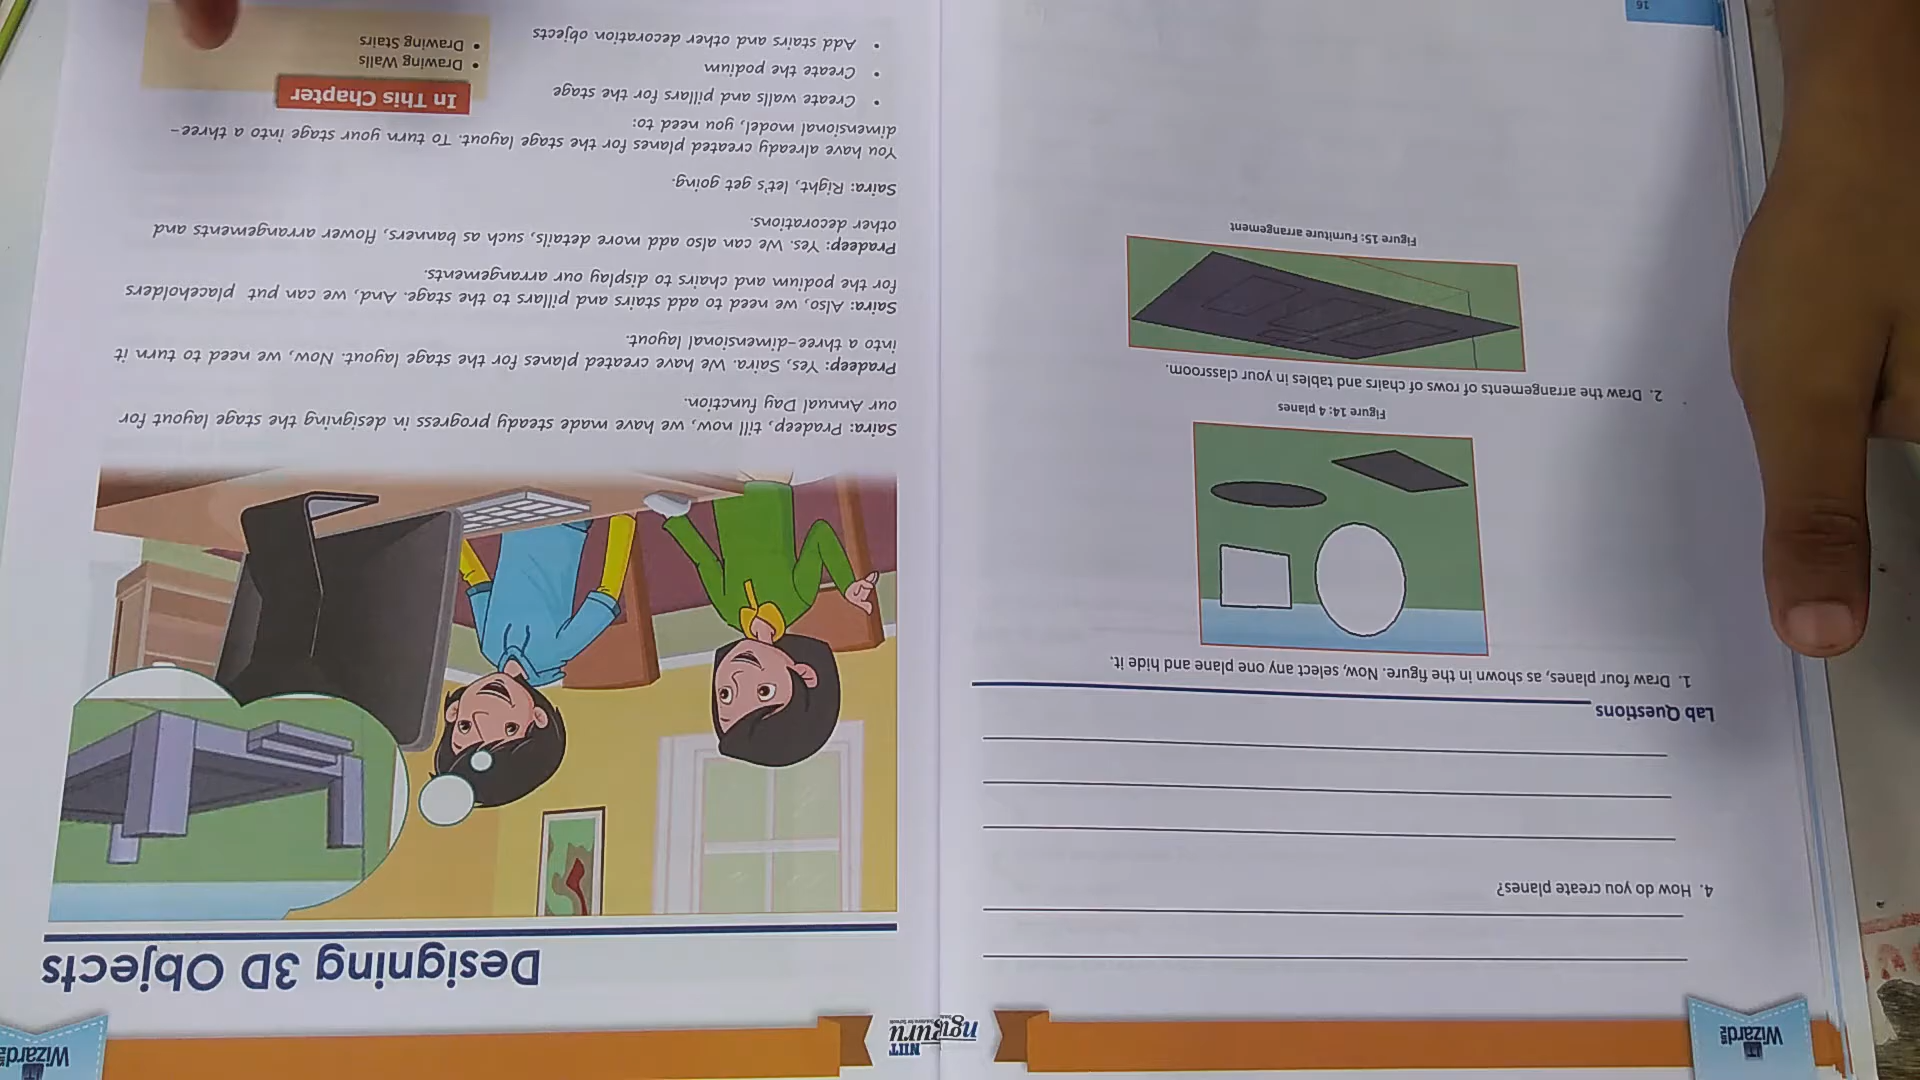 IT
Wizard PLUS
4. How do you create planes?
Lab Questions
1. Draw four planes, as shown in the figure. Now, select any one plane and hide it.
Figure 14: 4 planes
2. Draw the arrangements of rows of chairs and tables in your classroom.
Figure 15: Furniture arrangement
16
NIIT
nguru
IT
Wizard
Designing 3D Objects
Saira: Pradeep, till now, we have made steady progress in designing the stage layout for
our Annual Day function.
Pradeep: Yes, Saira. We have created planes for the stage layout. Now, we need to turn it
into a three-dimensional layout.
Saira: Also, we need to add stairs and pillars to the stage. And, we can put placeholders
for the podium and chairs to display our arrangements.
Pradeep: Yes. We can also add more details, such as banners, flower arrangements and
other decorations.
Saira: Right, let's get going.
You have already created planes for the stage layout. To turn your stage into a three-
dimensional model, you need to:
• Create walls and pillars for the stage
• Create the podium
• Add stairs and other decoration objects
In This Chapter
• Drawing Walls
• Drawing Stairs